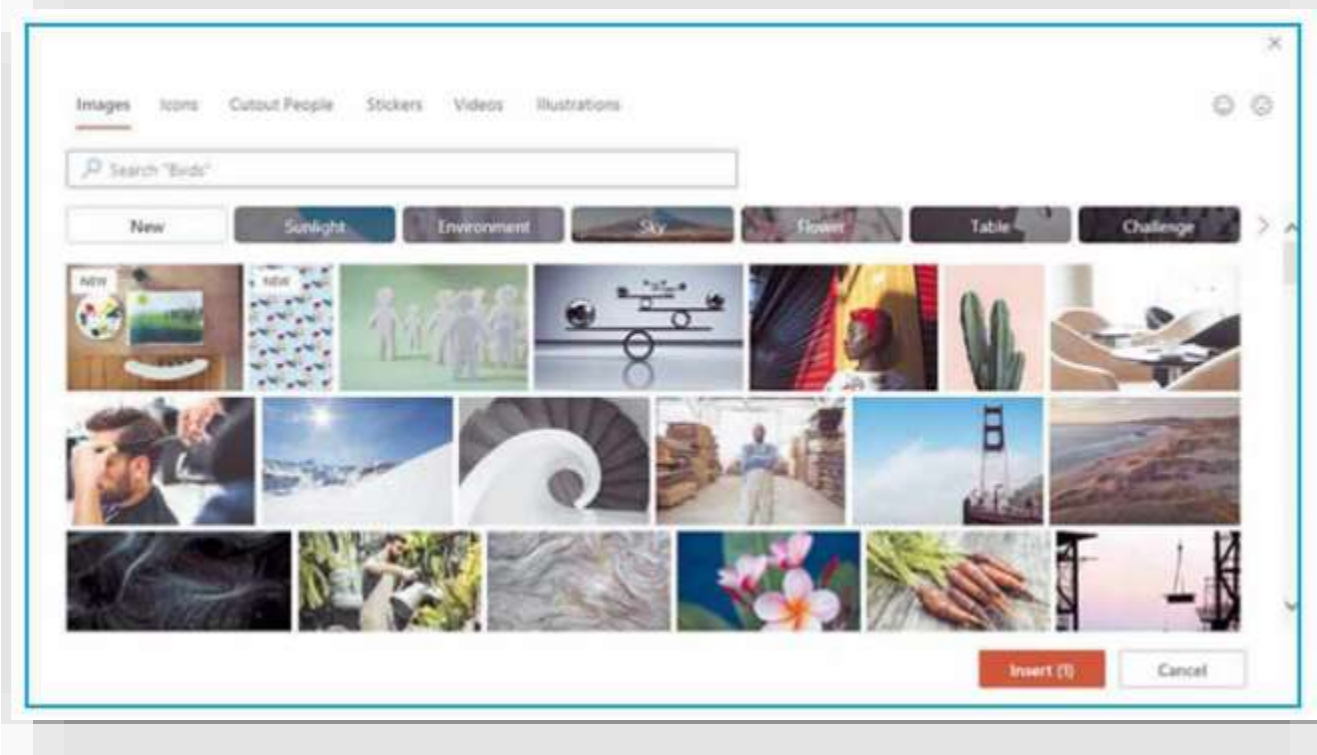 Images Icons Cutout People Stickers Videos Illustrations
Search "Birds"
New Sunlight Environment Sky Flower Table Challenge
NEW NEW
Insert (1) Cancel